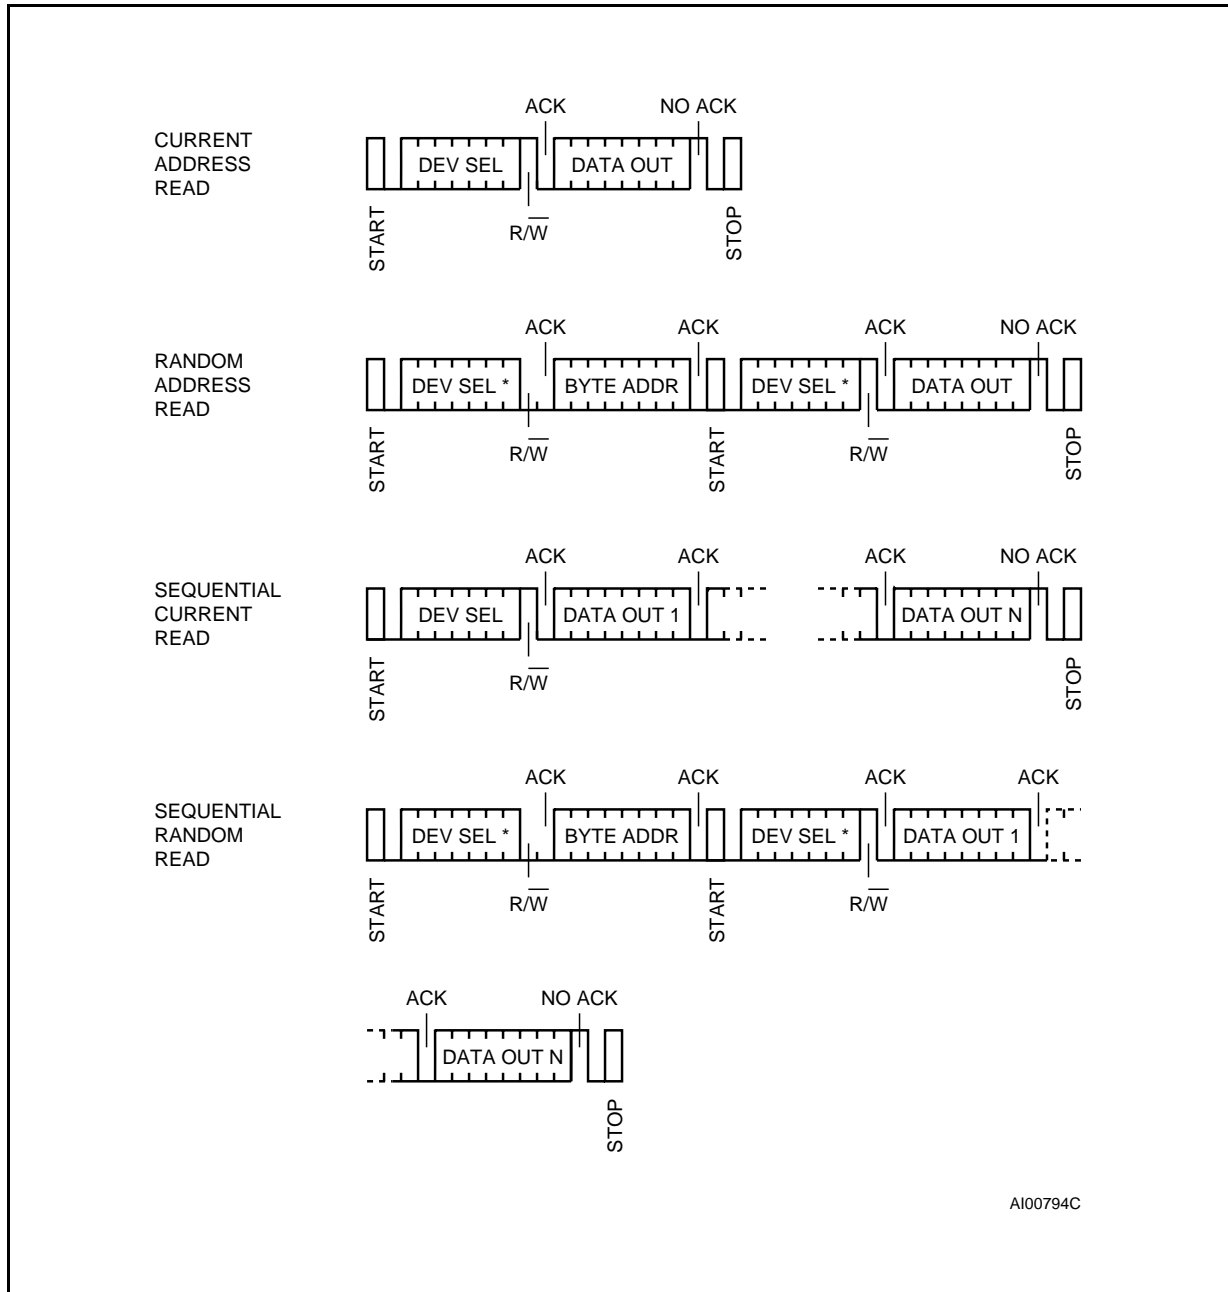 ACK NO ACK
CURRENT
ADDRESS
READ
DEV SEL DATA OUT
R/W̅
START STOP
ACK ACK ACK NO ACK
RANDOM
ADDRESS
READ
DEV SEL * BYTE ADDR DEV SEL * DATA OUT
R/W̅ R/W̅
START START STOP
ACK ACK ACK NO ACK
SEQUENTIAL
CURRENT
READ
DEV SEL DATA OUT 1 DATA OUT N
R/W̅
START STOP
ACK ACK ACK ACK
SEQUENTIAL
RANDOM
READ
DEV SEL * BYTE ADDR DEV SEL * DATA OUT 1
R/W̅ R/W̅
START START
ACK NO ACK
DATA OUT N
STOP
AI00794C